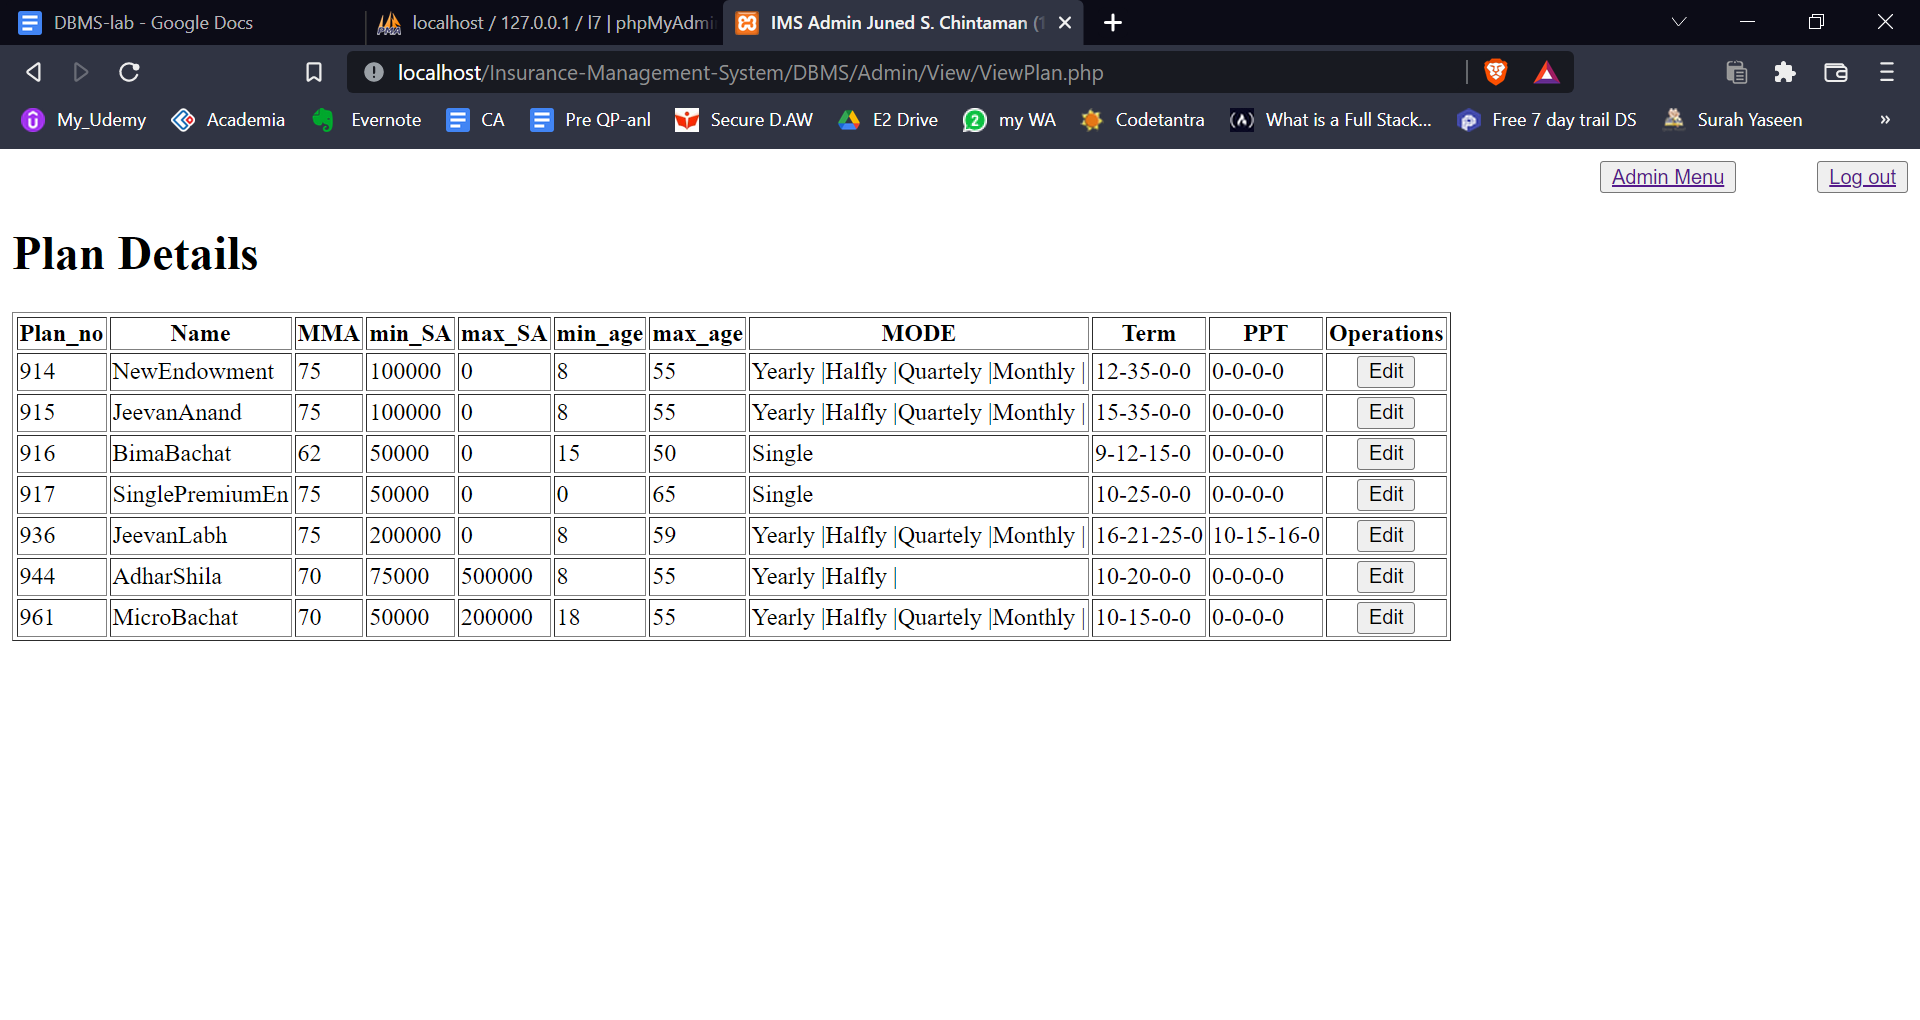 DBMS-lab - Google Docs
localhost / 127.0.0.1 / l7 | phpMyAdmi
IMS Admin Juned S. Chintaman (
localhost/Insurance-Management-System/DBMS/Admin/View/ViewPlan.php
My_Udemy Academia Evernote CA Pre QP-anl Secure D.AW E2 Drive my WA Codetantra What is a Full Stack... Free 7 day trail DS Surah Yaseen »
Admin Menu Log out
Plan Details
Plan_no Name MMA min_SA max_SA min_age max_age MODE Term PPT Operations
914 NewEndowment 75 100000 0 8 55 Yearly |Halfly |Quartely |Monthly | 12-35-0-0 0-0-0-0 Edit
915 JeevanAnand 75 100000 0 8 55 Yearly |Halfly |Quartely |Monthly | 15-35-0-0 0-0-0-0 Edit
916 BimaBachat 62 50000 0 15 50 Single 9-12-15-0 0-0-0-0 Edit
917 SinglePremiumEn 75 50000 0 0 65 Single 10-25-0-0 0-0-0-0 Edit
936 JeevanLabh 75 200000 0 8 59 Yearly |Halfly |Quartely |Monthly | 16-21-25-0 10-15-16-0 Edit
944 AdharShila 70 75000 500000 8 55 Yearly |Halfly | 10-20-0-0 0-0-0-0 Edit
961 MicroBachat 70 50000 200000 18 55 Yearly |Halfly |Quartely |Monthly | 10-15-0-0 0-0-0-0 Edit